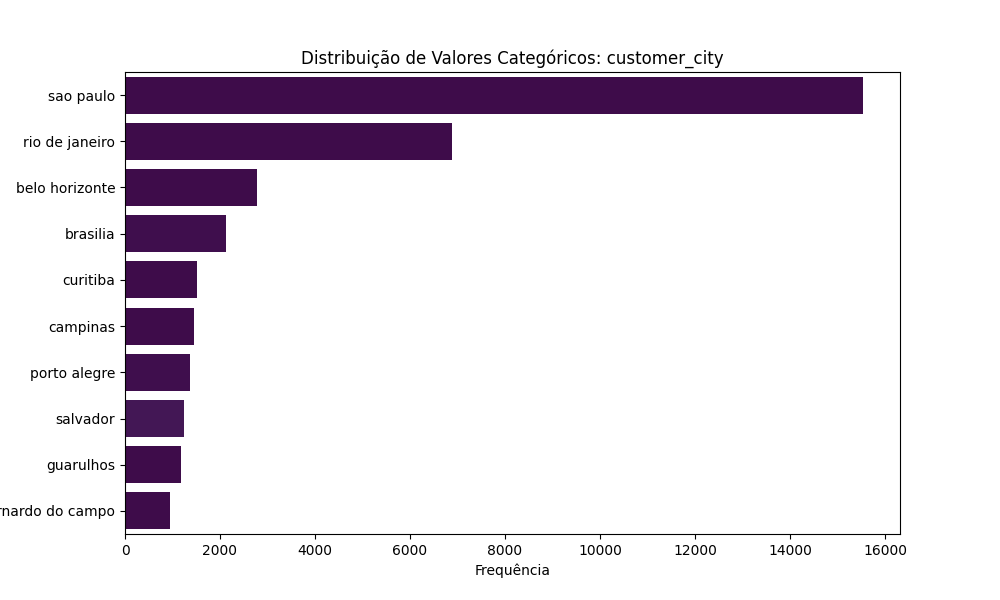 Distribuição de Valores Categóricos: customer_city
sao paulo
rio de janeiro
belo horizonte
brasilia
curitiba
campinas
porto alegre
salvador
guarulhos
rnardo do campo
0 2000 4000 6000 8000 10000 12000 14000 16000
Frequência